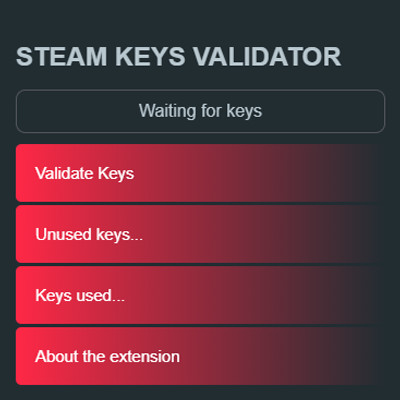 STEAM KEYS VALIDATOR
Waiting for keys
Validate Keys
Unused keys...
Keys used...
About the extension